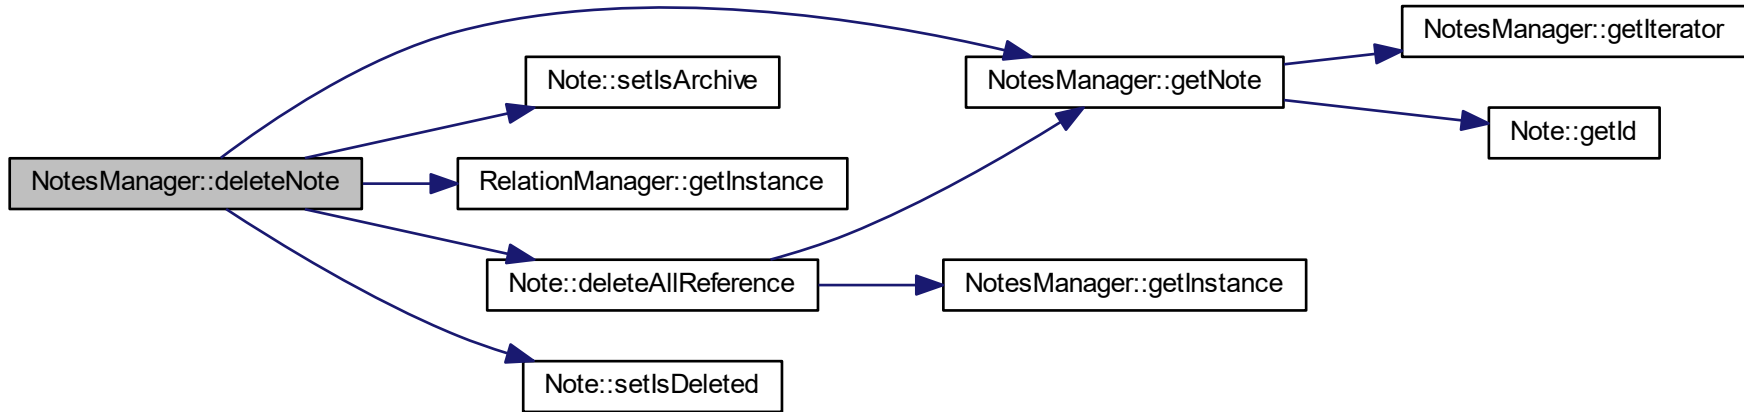 NotesManager::getIterator
Note::setIsArchive
NotesManager::getNote
Note::getId
NotesManager::deleteNote
RelationManager::getInstance
Note::deleteAllReference
NotesManager::getInstance
Note::setIsDeleted